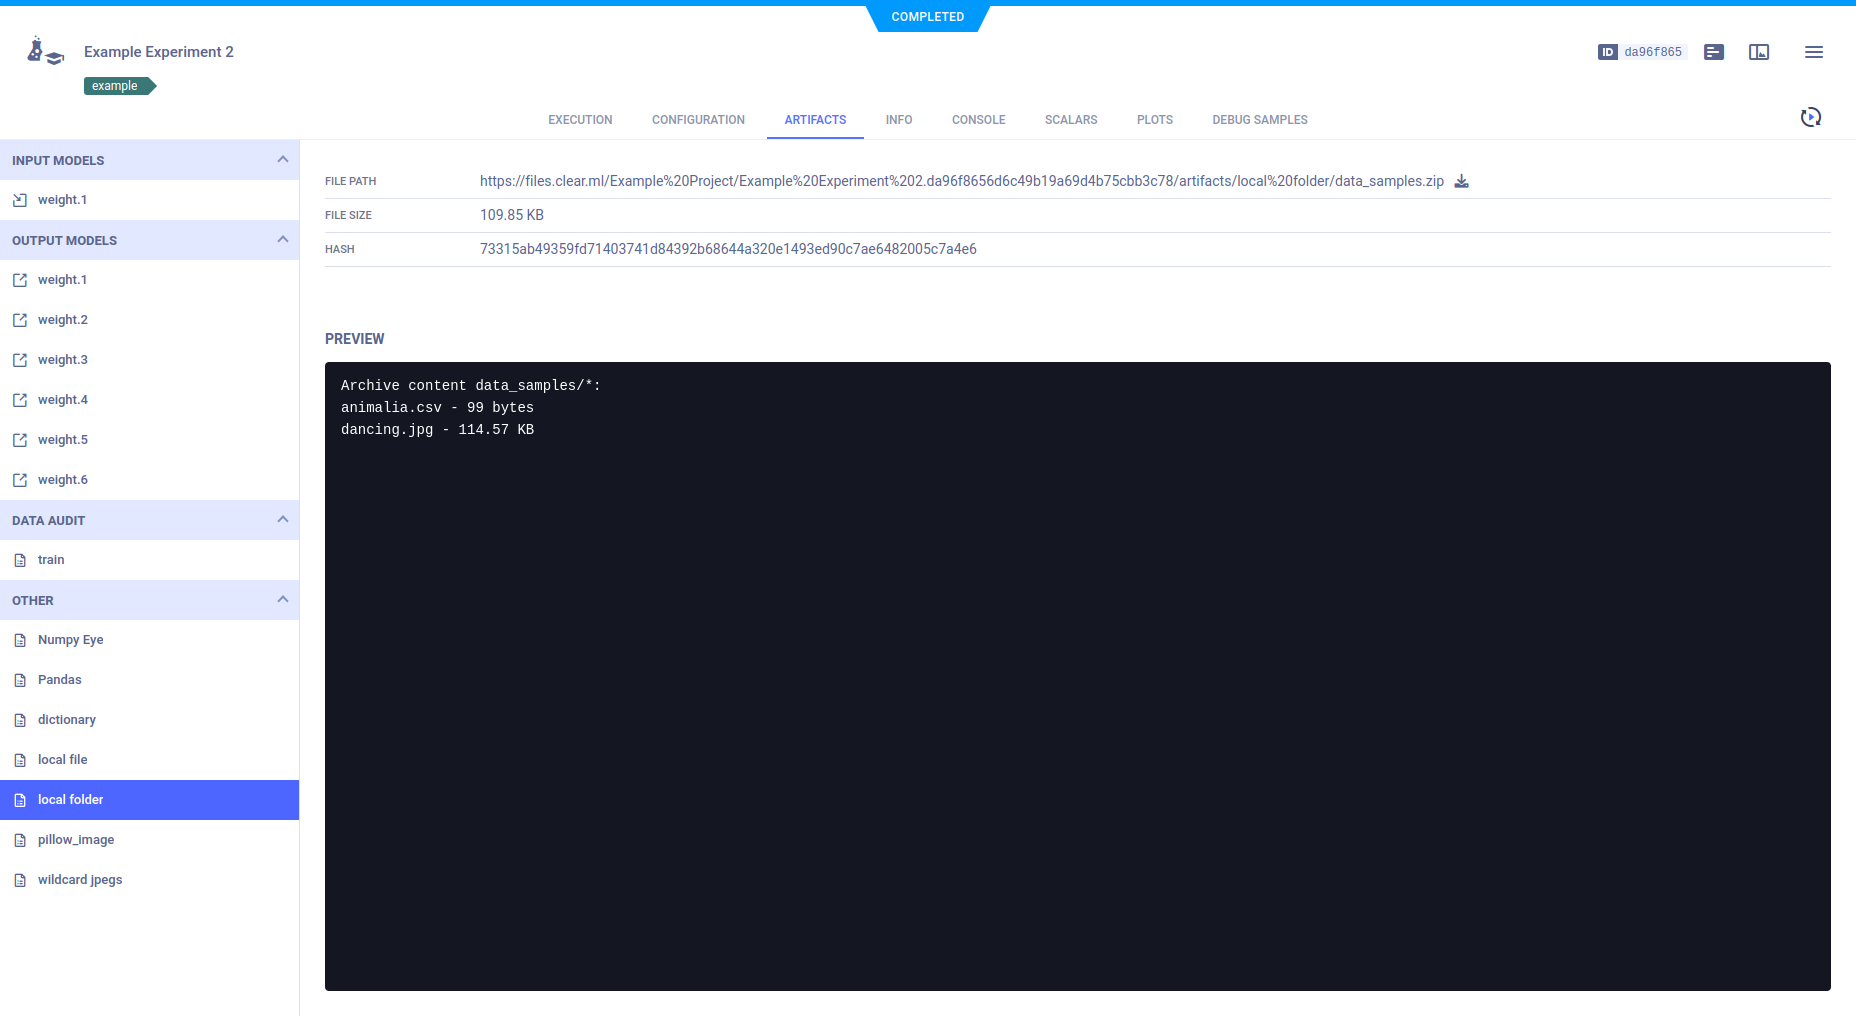 COMPLETED
Example Experiment 2
ID da96f865
example
EXECUTION CONFIGURATION ARTIFACTS INFO CONSOLE SCALARS PLOTS DEBUG SAMPLES
INPUT MODELS
weight.1
OUTPUT MODELS
weight.1
weight.2
weight.3
weight.4
weight.5
weight.6
DATA AUDIT
train
OTHER
Numpy Eye
Pandas
dictionary
local file
local folder
pillow_image
wildcard jpegs
FILE PATH https://files.clear.ml/Example%20Project/Example%20Experiment%202.da96f8656d6c49b19a69d4b75cbb3c78/artifacts/local%20folder/data_samples.zip
FILE SIZE 109.85 KB
HASH 73315ab49359fd71403741d84392b68644a320e1493ed90c7ae6482005c7a4e6
PREVIEW
Archive content data_samples/*:
animalia.csv - 99 bytes
dancing.jpg - 114.57 KB